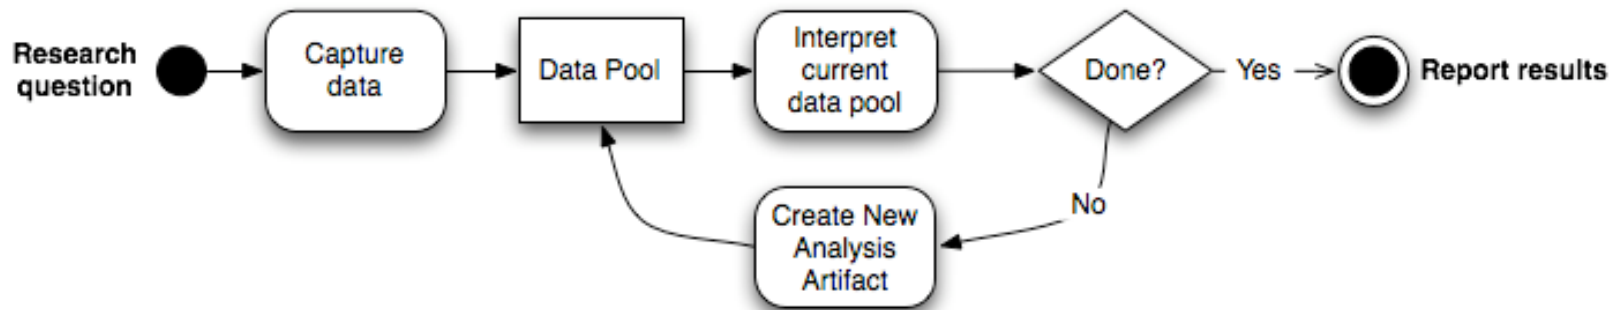 Research
question
Capture
data
Data Pool
Interpret
current
data pool
Done?
Yes
Report results
No
Create New
Analysis
Artifact